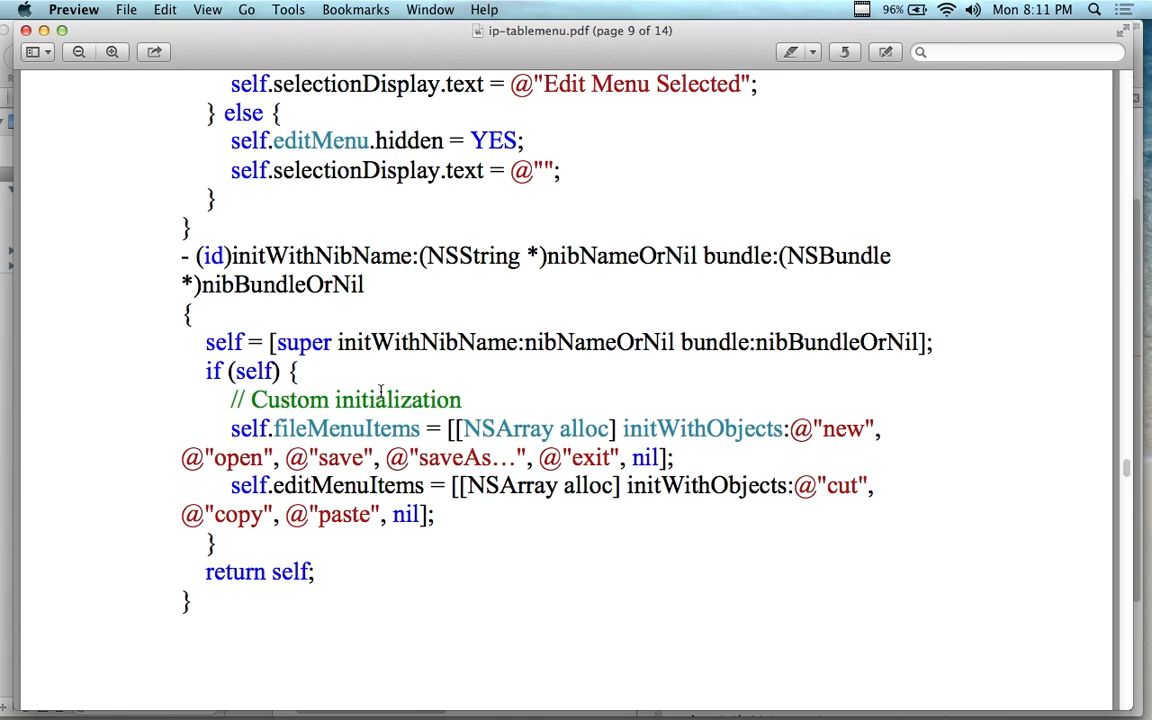 Preview File Edit View Go Tools Bookmarks Window Help 96% Mon 8:11 PM
ip-tablemenu.pdf (page 9 of 14)
self.selectionDisplay.text = @"Edit Menu Selected";
} else {
self.editMenu.hidden = YES;
self.selectionDisplay.text = @"";
}
}
- (id)initWithNibName:(NSString *)nibNameOrNil bundle:(NSBundle
*)nibBundleOrNil
{
self = [super initWithNibName:nibNameOrNil bundle:nibBundleOrNil];
if (self) {
// Custom initialization
self.fileMenuItems = [[NSArray alloc] initWithObjects:@"new",
@"open", @"save", @"saveAs…", @"exit", nil];
self.editMenuItems = [[NSArray alloc] initWithObjects:@"cut",
@"copy", @"paste", nil];
}
return self;
}